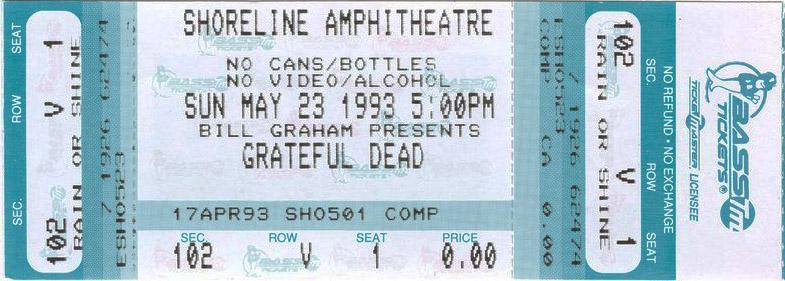 SEAT 1
ROW V
SEC. 102
RAIN OR SHINE
7 1926 62474
ESH0523
SHORELINE AMPHITHEATRE
NO CANS/BOTTLES
NO VIDEO/ALCOHOL
SUN MAY 23 1993 5:00PM
BILL GRAHAM PRESENTS
GRATEFUL DEAD
17APR93 SH0501 COMP
SEC. ROW SEAT PRICE
102 V 1 0.00
ESH0523 / 1926 62474
COMP CA 0.00
102 V 1
RAIN OR SHINE
SEC. ROW SEAT
NO REFUND • NO EXCHANGE
TICKETMASTER LICENSEE
BASS TM
TICKETS®